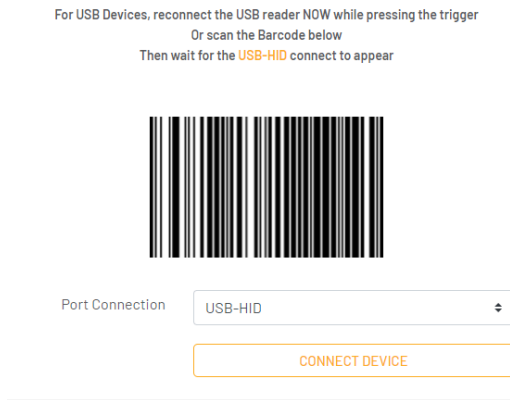 For USB Devices, reconnect the USB reader NOW while pressing the trigger
Or scan the Barcode below
Then wait for the USB-HID connect to appear
Port Connection
USB-HID
CONNECT DEVICE